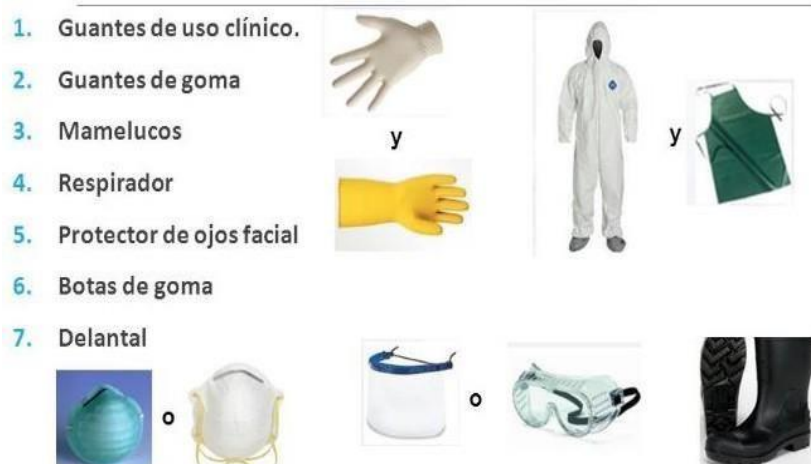 1. Guantes de uso clínico.
2. Guantes de goma
3. Mamelucos
4. Respirador
5. Protector de ojos facial
6. Botas de goma
7. Delantal
y
y
o
o